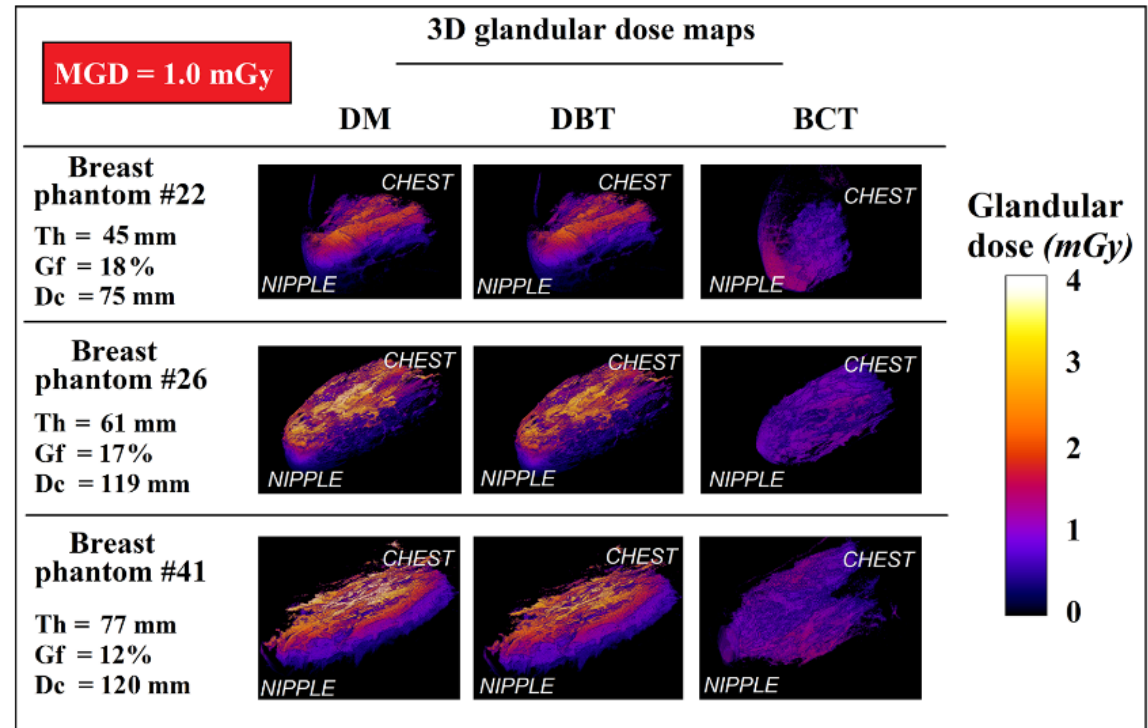 3D glandular dose maps
MGD = 1.0 mGy
DM DBT BCT
Breast
phantom #22
Th = 45 mm
Gf = 18%
Dc = 75 mm
CHEST
NIPPLE
CHEST
NIPPLE
CHEST
NIPPLE
Breast
phantom #26
Th = 61 mm
Gf = 17%
Dc = 119 mm
CHEST
NIPPLE
CHEST
NIPPLE
CHEST
NIPPLE
Breast
phantom #41
Th = 77 mm
Gf = 12%
Dc = 120 mm
CHEST
NIPPLE
CHEST
NIPPLE
CHEST
NIPPLE
Glandular
dose (mGy)
4
3
2
1
0